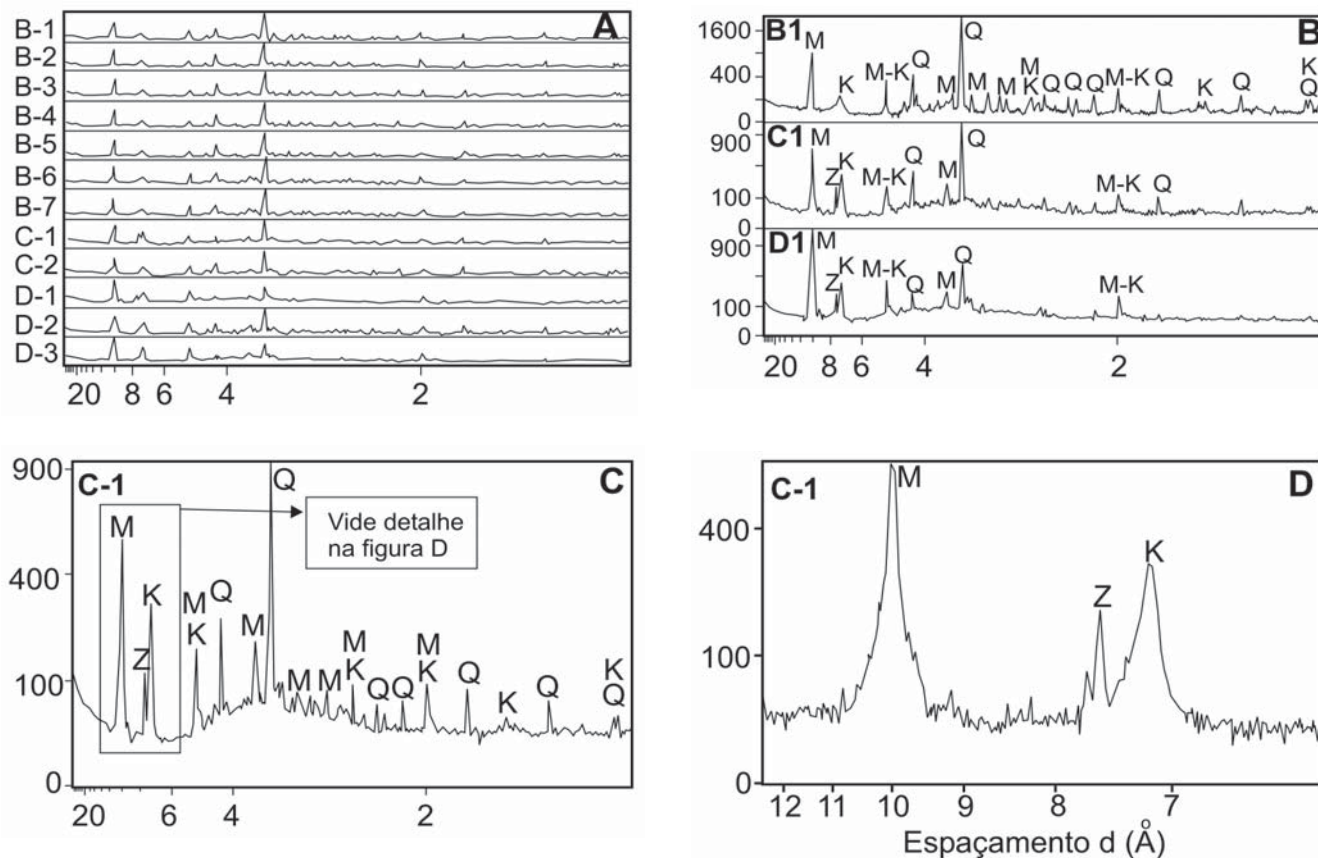 A
B-1
B-2
B-3
B-4
B-5
B-6
B-7
C-1
C-2
D-1
D-2
D-3
20 8 6 4 2
B
B1
1600
400
0
M K M-K Q M Q M M M K Q Q Q M-K Q K Q K Q
C1
900
100
0
M Z K M-K Q M Q M-K Q
D1
900
100
0
M Z K M-K Q M Q M-K
20 8 6 4 2
C
C-1
900
400
100
0
Vide detalhe
na figura D
M Z K M K Q M Q M M M K Q Q M K Q K Q K Q
20 6 4 2
D
C-1
400
100
0
M Z K
12 11 10 9 8 7
Espaçamento d (Å)